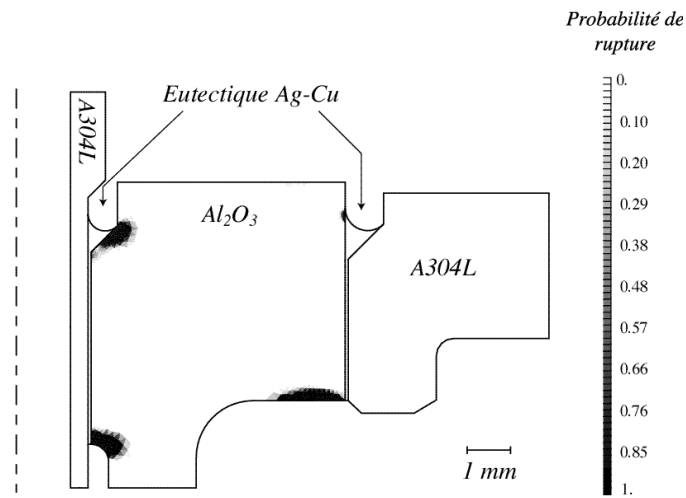 Probabilité de
rupture
Eutectique Ag-Cu
A304L
Al₂O₃
A304L
1 mm
0.
0.10
0.20
0.29
0.38
0.48
0.57
0.66
0.76
0.85
1.